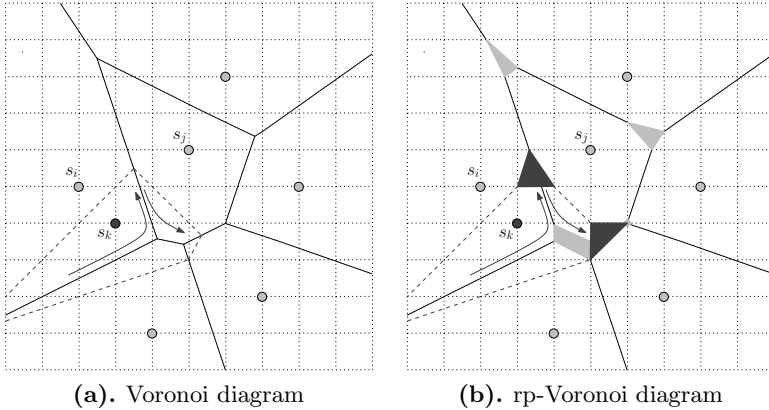 s_j s_j
s_i s_i
s_k s_k
(a). Voronoi diagram (b). rp-Voronoi diagram